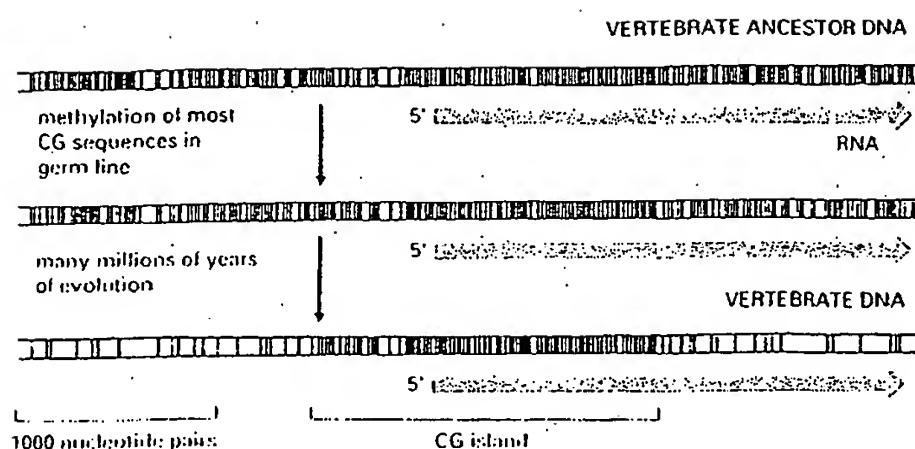 VERTEBRATE ANCESTOR DNA
methylation of most
CG sequences in
germ line
5'
RNA
many millions of years
of evolution
5'
VERTEBRATE DNA
5'
1000 nucleotide pairs
CG island